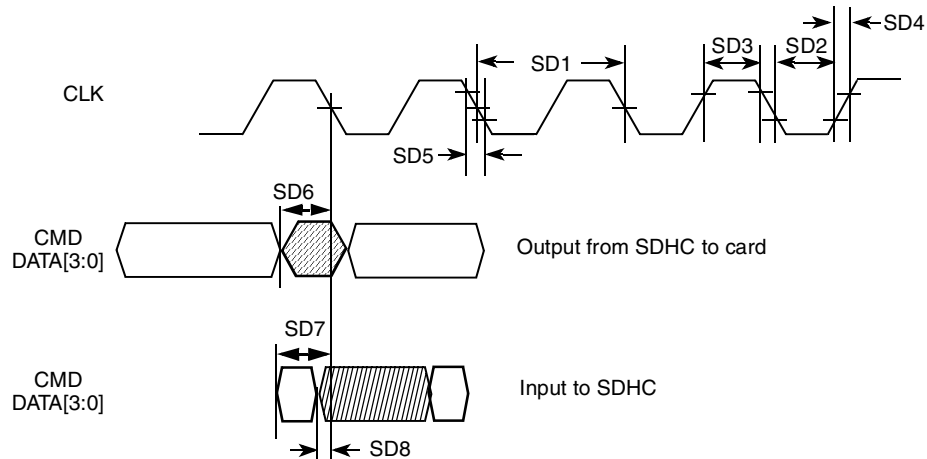 SD4
SD3 SD2
SD1
CLK
SD5
SD6
CMD
DATA[3:0]
Output from SDHC to card
SD7
CMD
DATA[3:0]
Input to SDHC
SD8